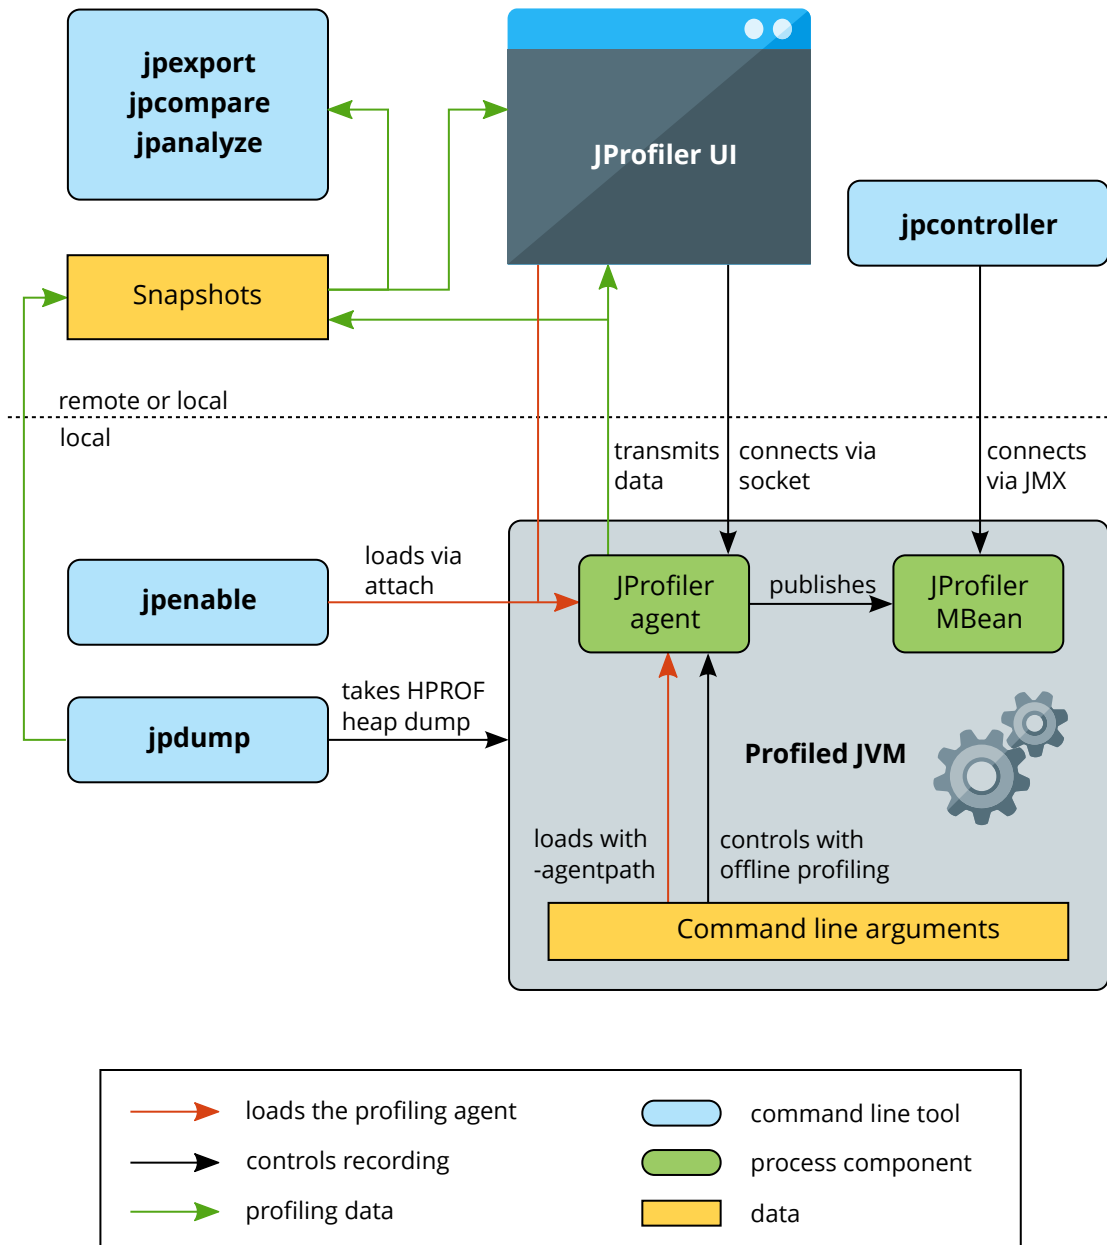 jpexport
jpcompare
jpanalyze
JProfiler UI
jpcontroller
Snapshots
remote or local
local
transmits
data
connects via
socket
connects
via JMX
loads via
attach
jpenable
JProfiler
agent
publishes
JProfiler
MBean
takes HPROF
heap dump
jpdump
Profiled JVM
loads with
-agentpath
controls with
offline profiling
Command line arguments
loads the profiling agent
command line tool
controls recording
process component
profiling data
data